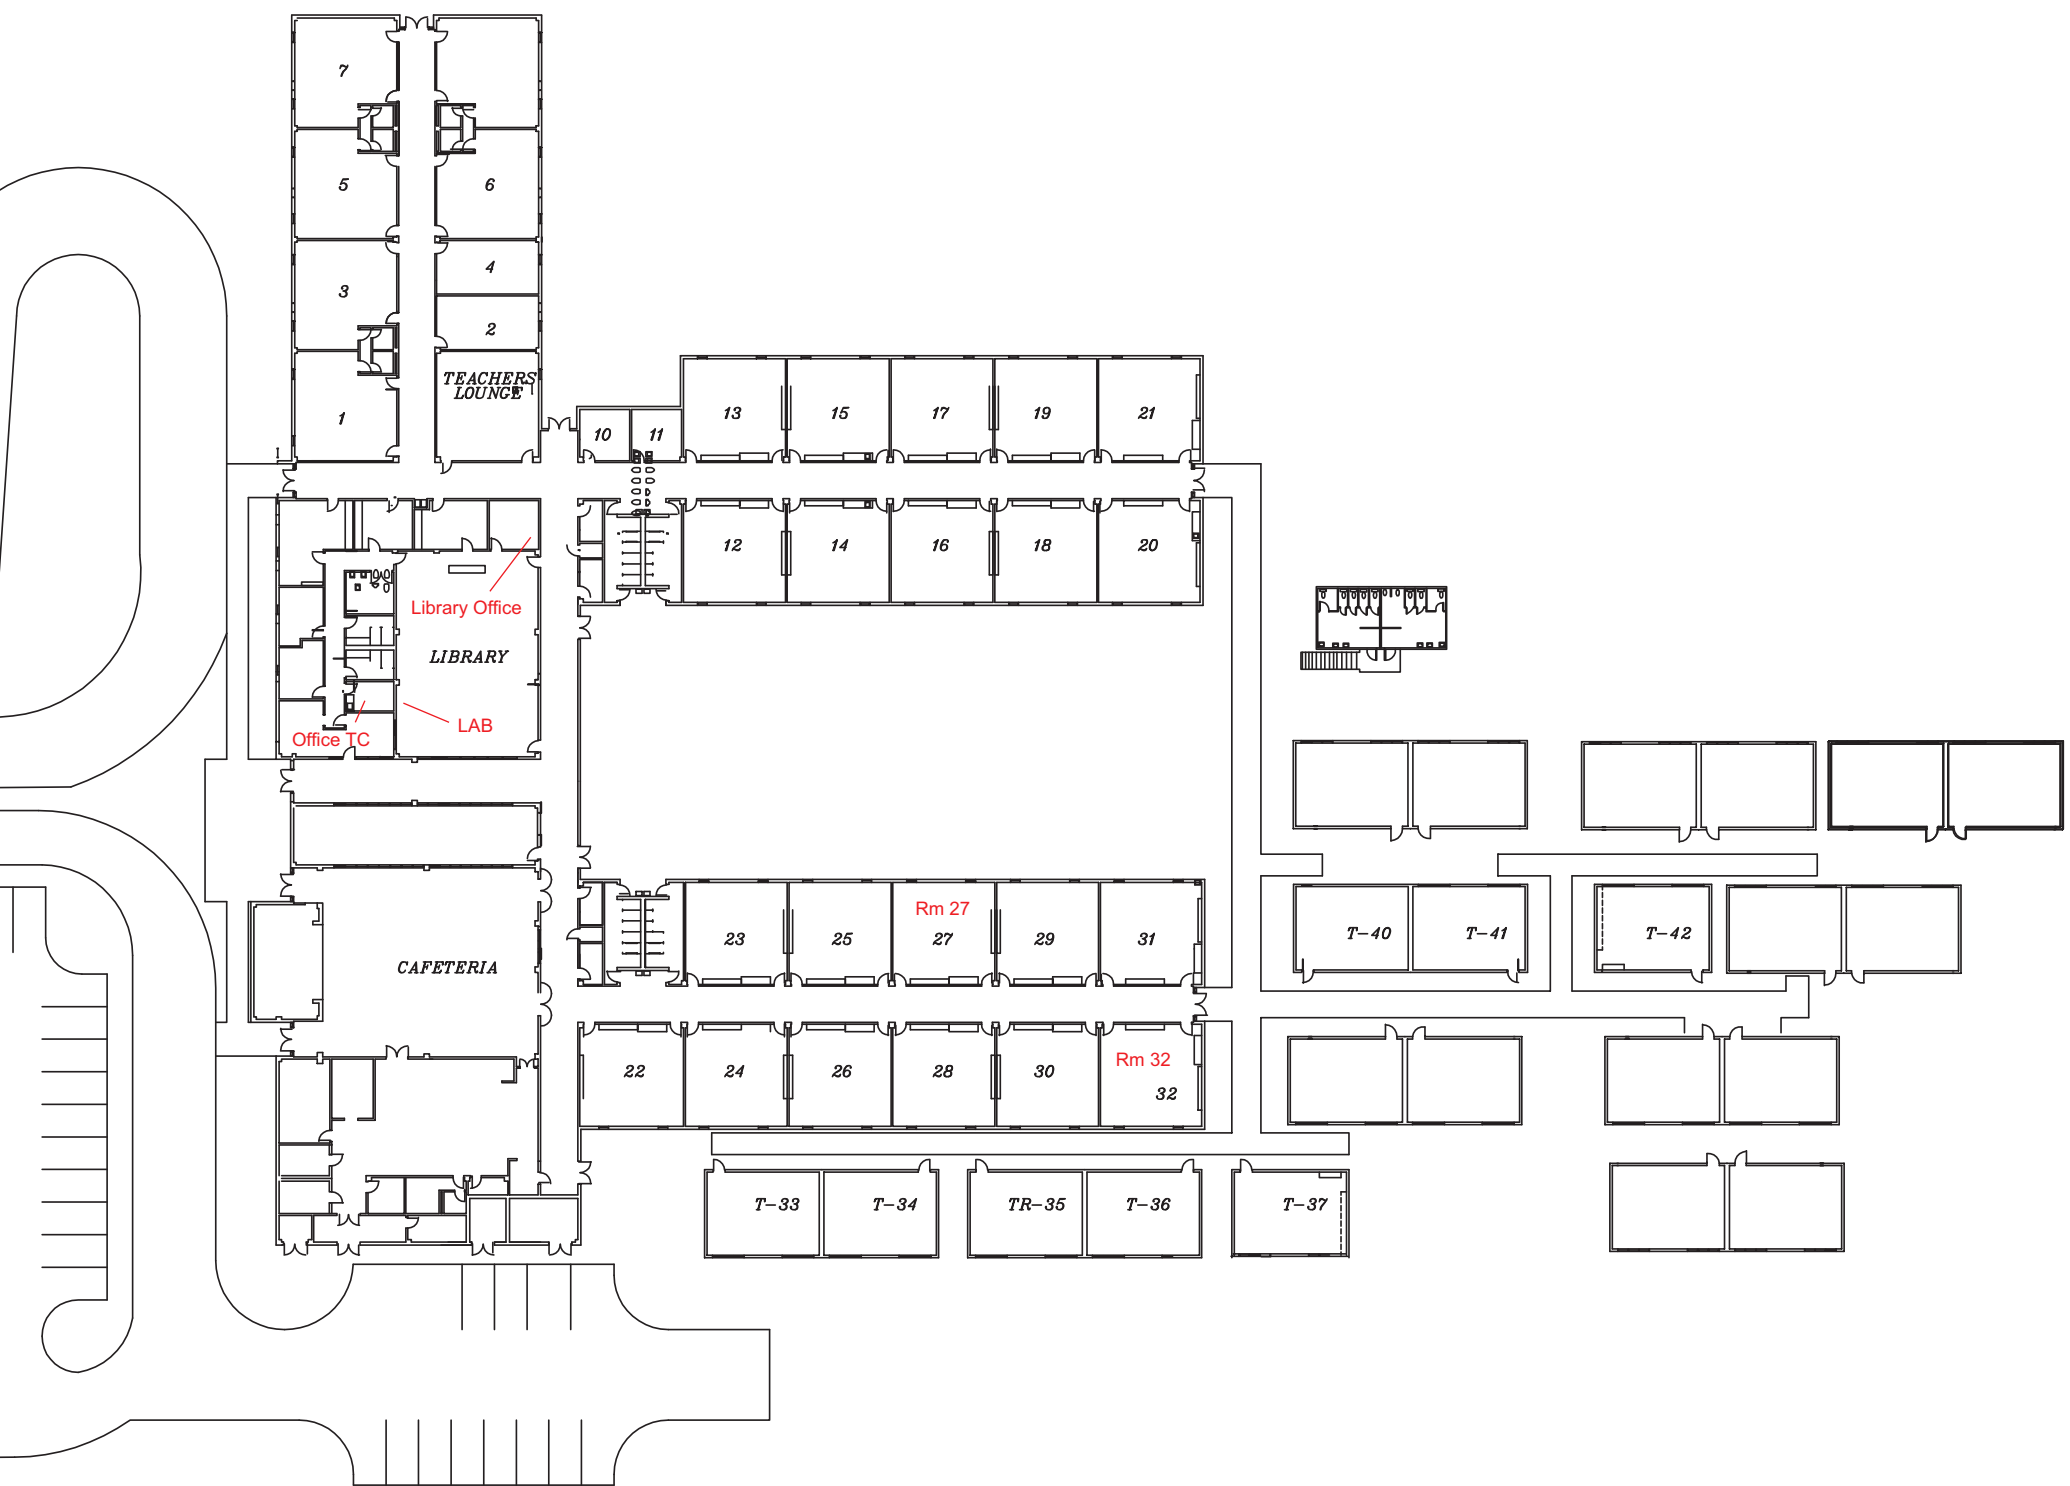 7
5
6
3
4
2
1
TEACHERS
LOUNGE
10
11
13
15
17
19
21
12
14
16
18
20
Library Office
LIBRARY
LAB
Office TC
CAFETERIA
Rm 27
23
25
27
29
31
T-40
T-41
T-42
22
24
26
28
30
Rm 32
32
T-33
T-34
TR-35
T-36
T-37